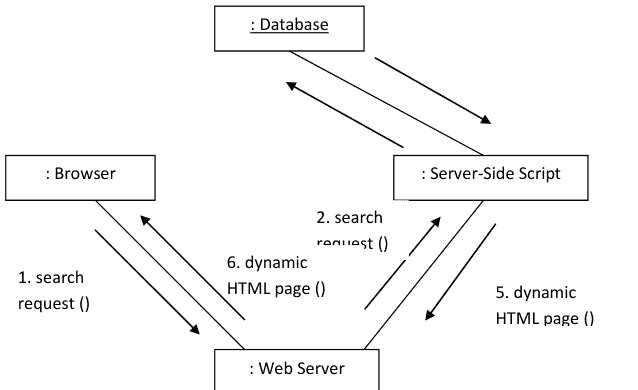 : Database
: Browser
: Server-Side Script
2. search
request ()
6. dynamic
HTML page ()
1. search
request ()
5. dynamic
HTML page ()
: Web Server